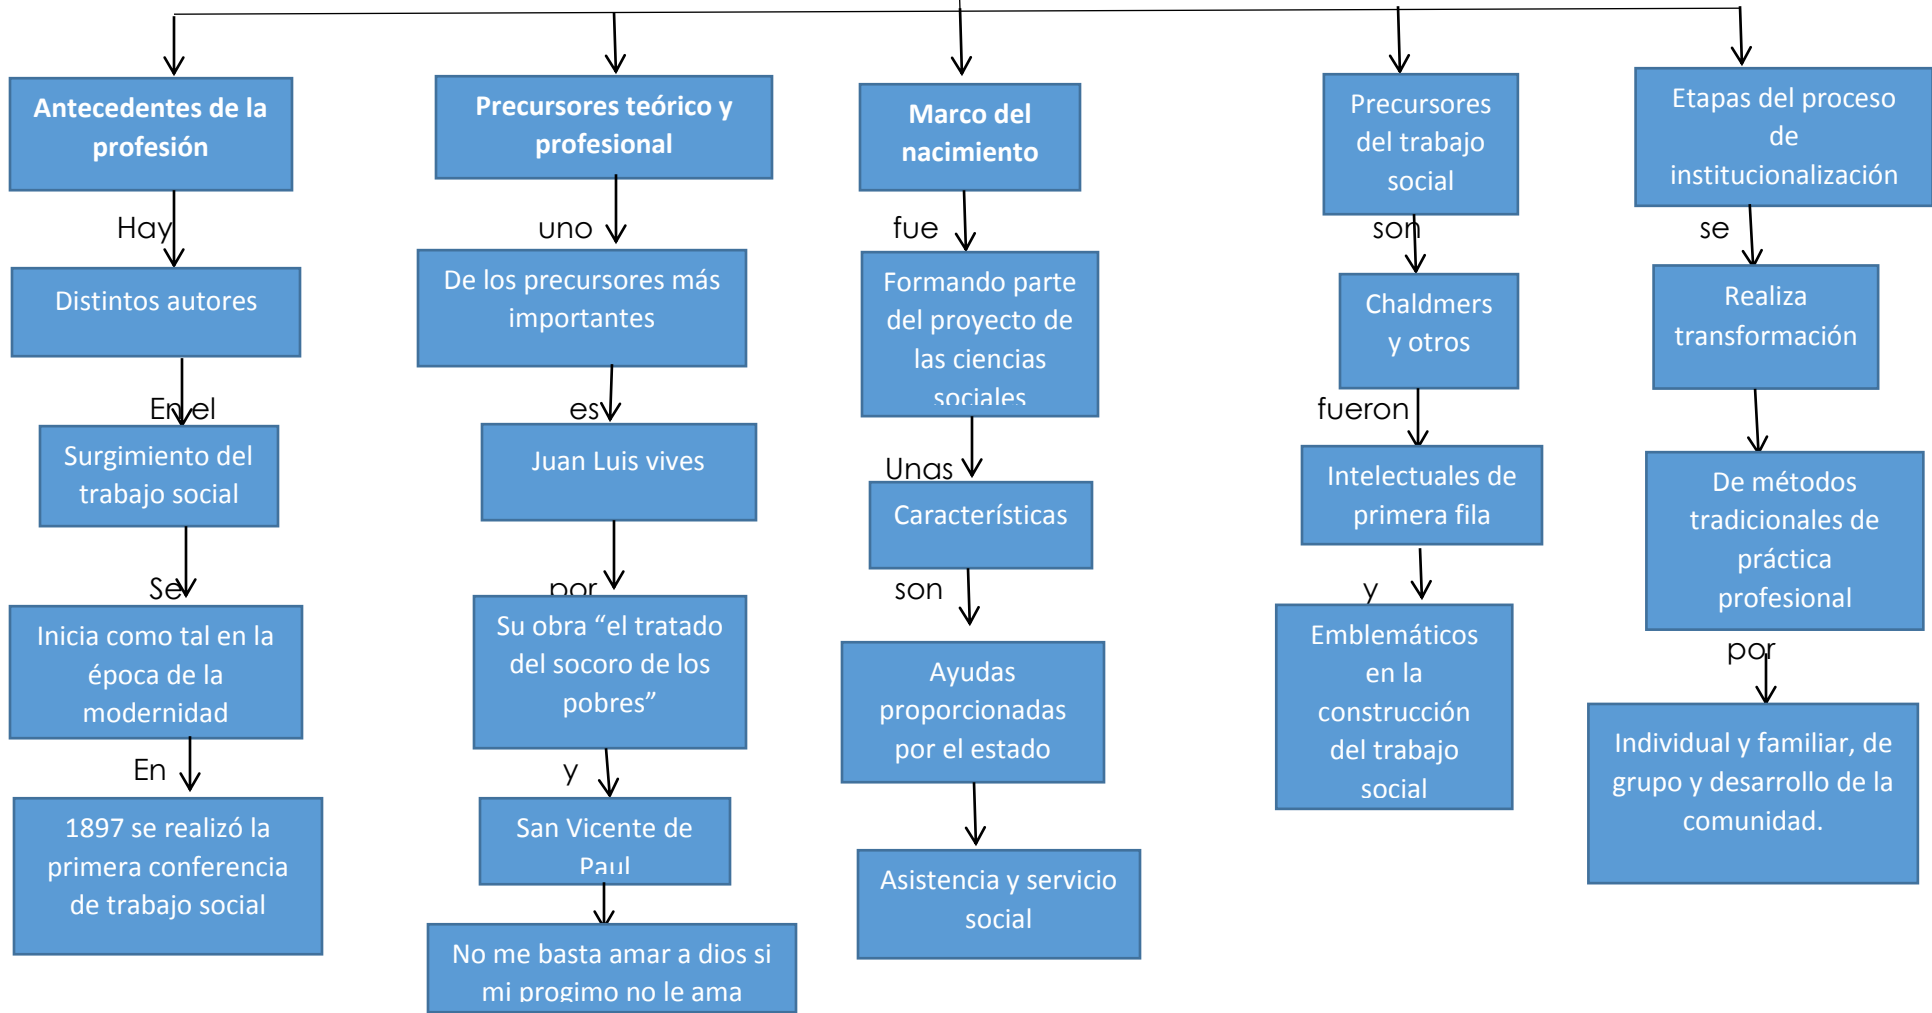 Antecedentes de la
profesión
Hay
Distintos autores
En el
Surgimiento del
trabajo social
Se
Inicia como tal en la
época de la
modernidad
En
1897 se realizó la
primera conferencia
de trabajo social
Precursores teórico y
profesional
uno
De los precursores más
importantes
es
Juan Luis vives
por
Su obra “el tratado
del socoro de los
pobres”
y
San Vicente de
Paul
No me basta amar a dios si
mi progimo no le ama
Marco del
nacimiento
fue
Formando parte
del proyecto de
las ciencias
sociales
Unas
Características
son
Ayudas
proporcionadas
por el estado
Asistencia y servicio
social
Precursores
del trabajo
social
son
Chaldmers
y otros
fueron
Intelectuales de
primera fila
y
Emblemáticos
en la
construcción
del trabajo
social
Etapas del proceso
de
institucionalización
se
Realiza
transformación
De métodos
tradicionales de
práctica
profesional
por
Individual y familiar, de
grupo y desarrollo de la
comunidad.